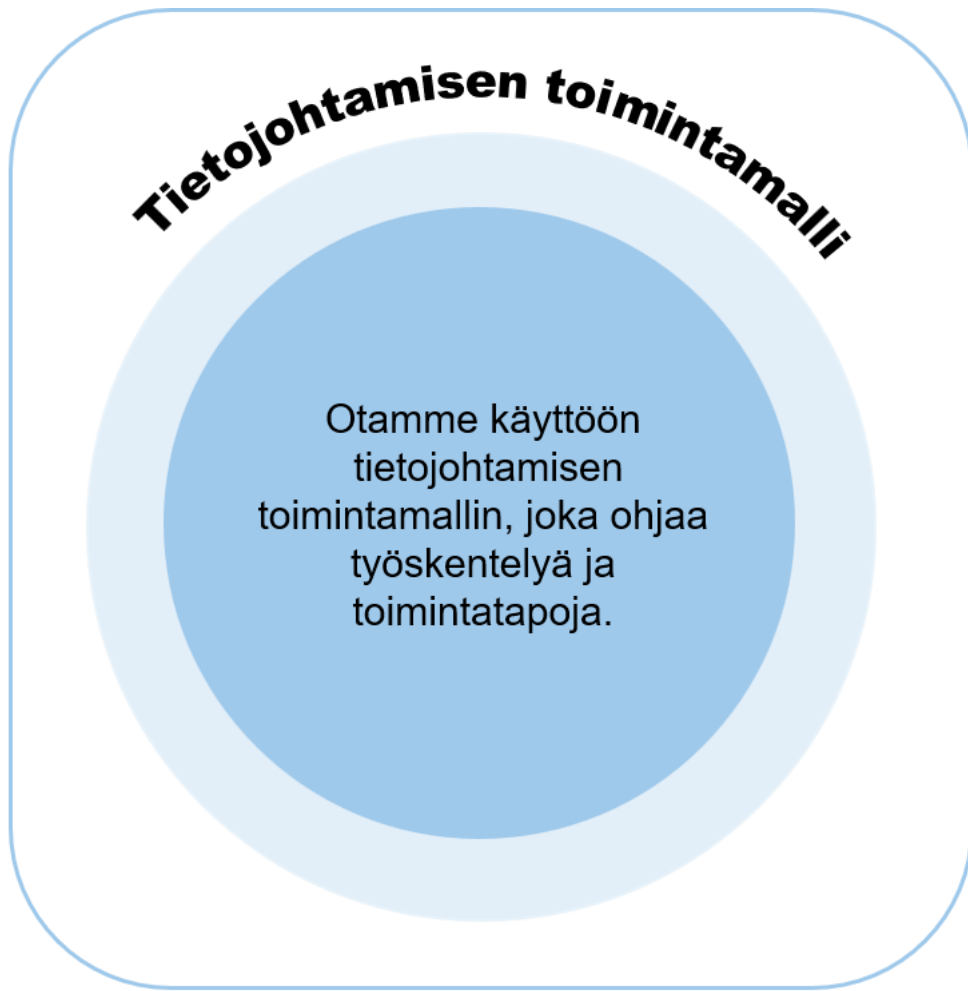 Tietojohtamisen toimintamalli
Otamme käyttöön
tietojohtamisen
toimintamallin, joka ohjaa
työskentelyä ja
toimintatapoja.